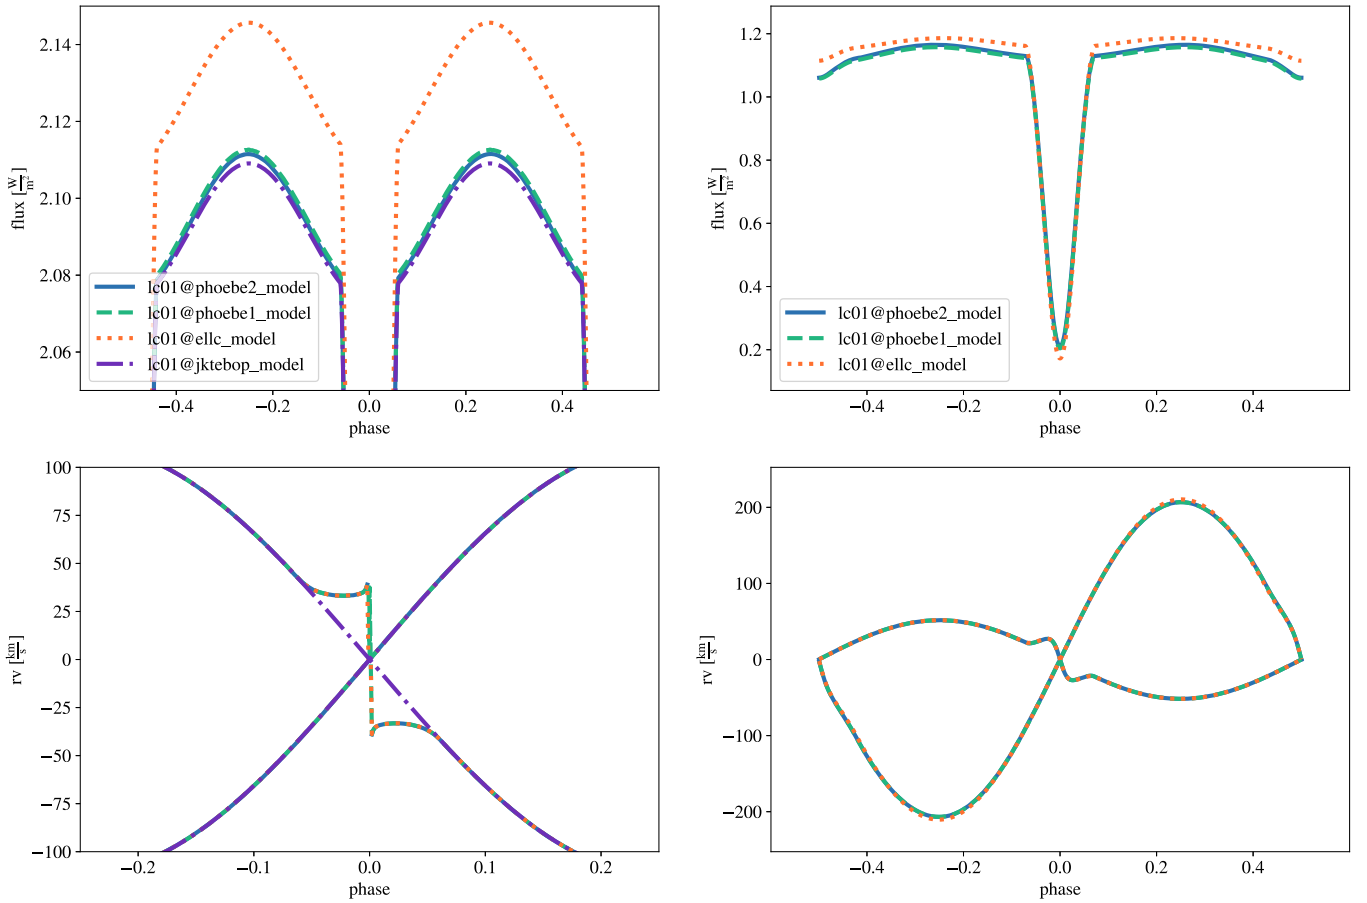 2.14
2.12
2.10
2.08
2.06
flux [W/m²]
lc01@phoebe2_model
lc01@phoebe1_model
lc01@ellc_model
lc01@jktebop_model
−0.4 −0.2 0.0 0.2 0.4
phase
1.2
1.0
0.8
0.6
0.4
0.2
flux [W/m²]
lc01@phoebe2_model
lc01@phoebe1_model
lc01@ellc_model
−0.4 −0.2 0.0 0.2 0.4
phase
100
75
50
25
0
−25
−50
−75
−100
rv [km/s]
−0.2 −0.1 0.0 0.1 0.2
phase
200
100
0
−100
−200
rv [km/s]
−0.4 −0.2 0.0 0.2 0.4
phase